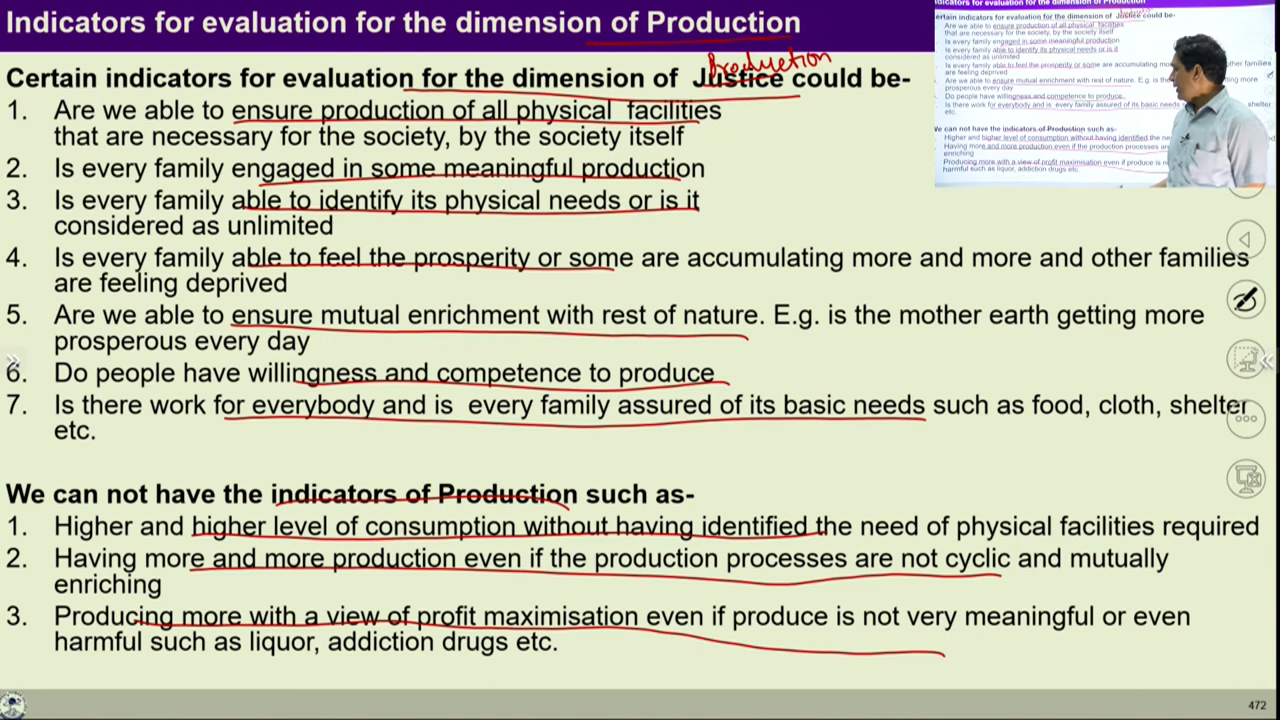 Indicators for evaluation for the dimension of Production
Production
Certain indicators for evaluation for the dimension of Justice could be-
1. Are we able to ensure production of all physical facilities
that are necessary for the society, by the society itself
2. Is every family engaged in some meaningful production
3. Is every family able to identify its physical needs or is it
considered as unlimited
4. Is every family able to feel the prosperity or some are accumulating more and more and other families
are feeling deprived
5. Are we able to ensure mutual enrichment with rest of nature. E.g. is the mother earth getting more
prosperous every day
6. Do people have willingness and competence to produce
7. Is there work for everybody and is every family assured of its basic needs such as food, cloth, shelter
etc.
We can not have the indicators of Production such as-
1. Higher and higher level of consumption without having identified the need of physical facilities required
2. Having more and more production even if the production processes are not cyclic and mutually
enriching
3. Producing more with a view of profit maximisation even if produce is not very meaningful or even
harmful such as liquor, addiction drugs etc.
472